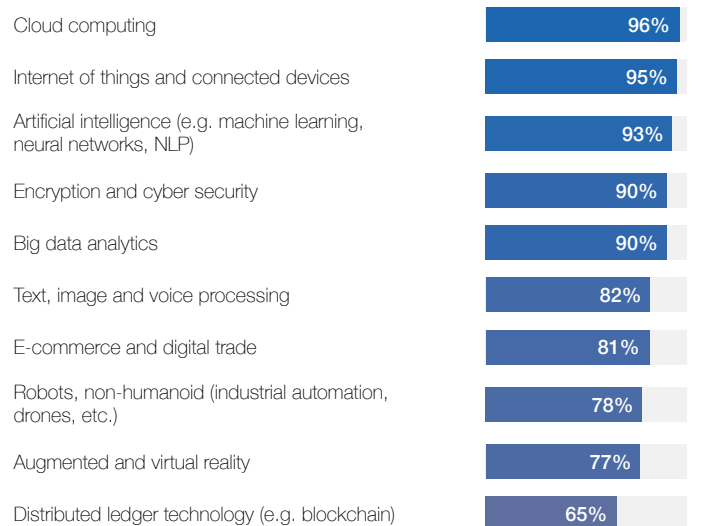 Cloud computing 96%
Internet of things and connected devices 95%
Artificial intelligence (e.g. machine learning,
neural networks, NLP) 93%
Encryption and cyber security 90%
Big data analytics 90%
Text, image and voice processing 82%
E-commerce and digital trade 81%
Robots, non-humanoid (industrial automation,
drones, etc.) 78%
Augmented and virtual reality 77%
Distributed ledger technology (e.g. blockchain) 65%